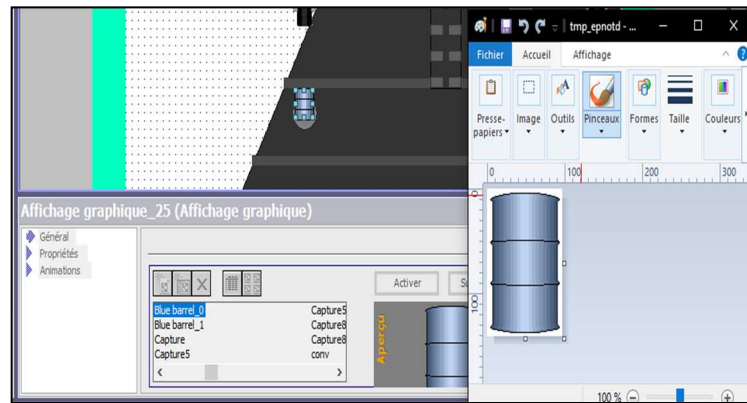 tmp_epnotd - ...
Fichier Accueil Affichage
Presse-papiers Image Outils Pinceaux Formes Taille Couleurs
0 100 200 300
0
100
Affichage graphique_25 (Affichage graphique)
Général
Propriétés
Animations
Activer
Blue barrel_0 Capture5
Blue barrel_1 Capture8
Capture Capture8
Capture5 conv
Aperçu
100 %